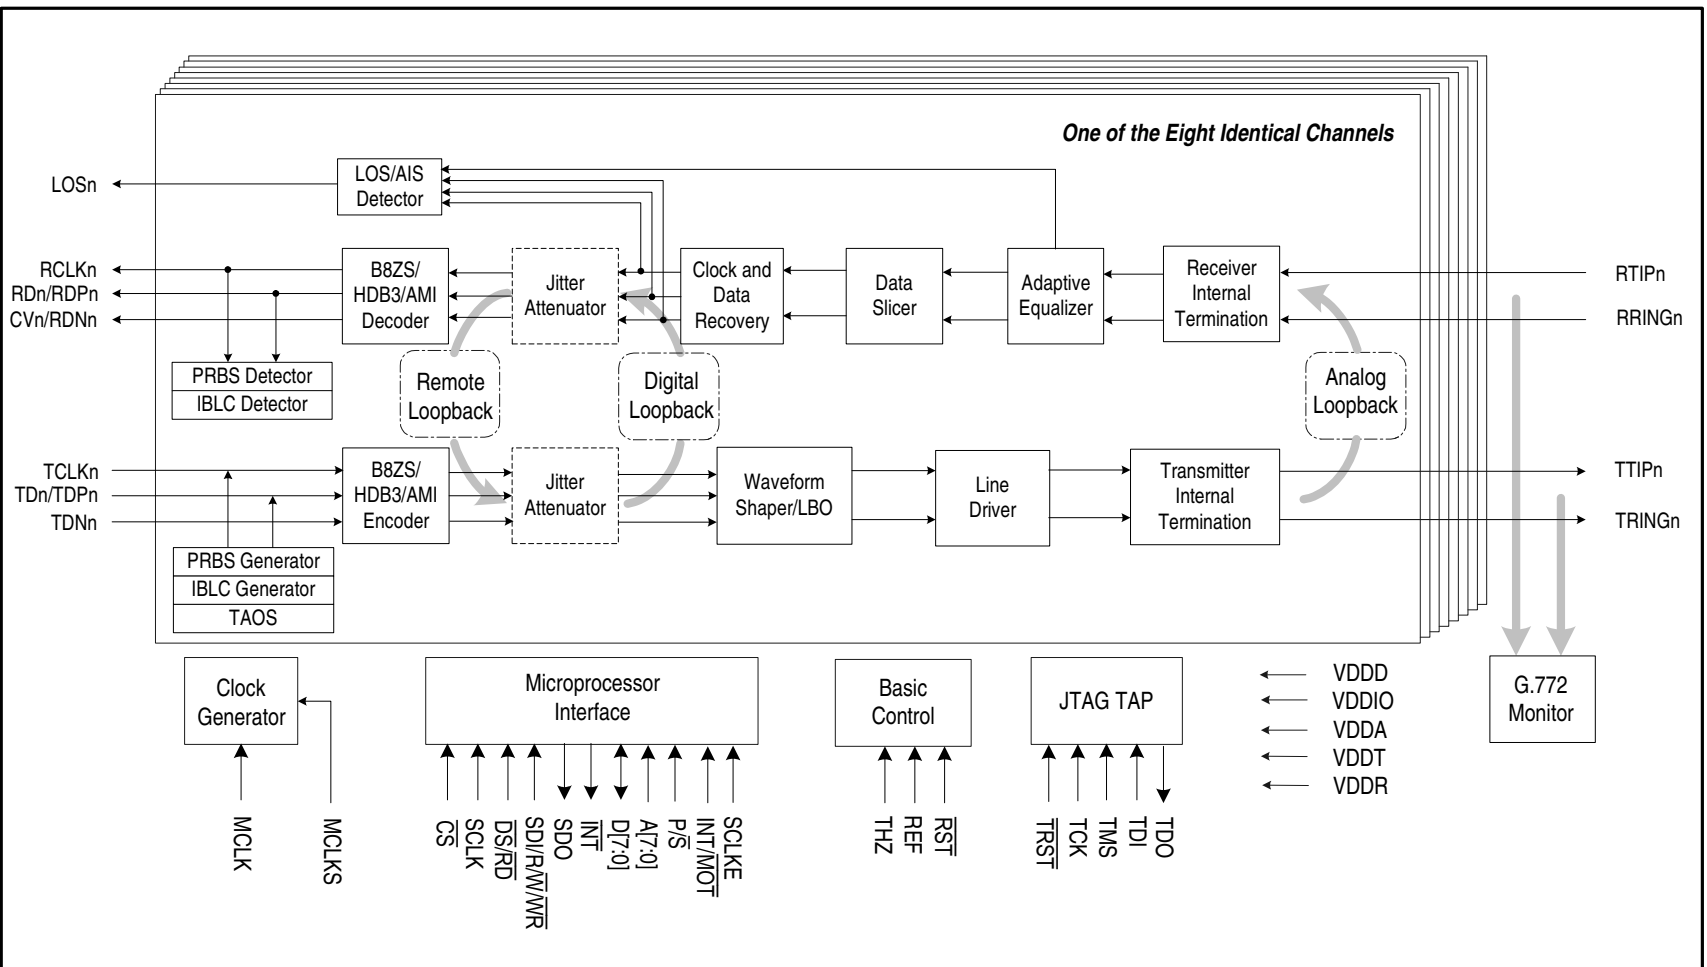 One of the Eight Identical Channels
LOSn
LOS/AIS
Detector
RCLKn
RDn/RDPn
CVn/RDNn
B8ZS/
HDB3/AMI
Decoder
Jitter
Attenuator
Clock and
Data
Recovery
Data
Slicer
Adaptive
Equalizer
Receiver
Internal
Termination
RTIPn
RRINGn
PRBS Detector
IBLC Detector
Remote
Loopback
Digital
Loopback
Analog
Loopback
TCLKn
TDn/TDPn
TDNn
B8ZS/
HDB3/AMI
Encoder
Jitter
Attenuator
Waveform
Shaper/LBO
Line
Driver
Transmitter
Internal
Termination
TTIPn
TRINGn
PRBS Generator
IBLC Generator
TAOS
Clock
Generator
Microprocessor
Interface
Basic
Control
JTAG TAP
VDDD
VDDIO
VDDA
VDDT
VDDR
G.772
Monitor
MCLK
MCLKS
CS
SCLK
DS/RD
SDI/R/W/WR
SDO
INT
D[7:0]
A[7:0]
P/S
INT/MOT
SCLKE
THZ
REF
RST
TRST
TCK
TMS
TDI
TDO